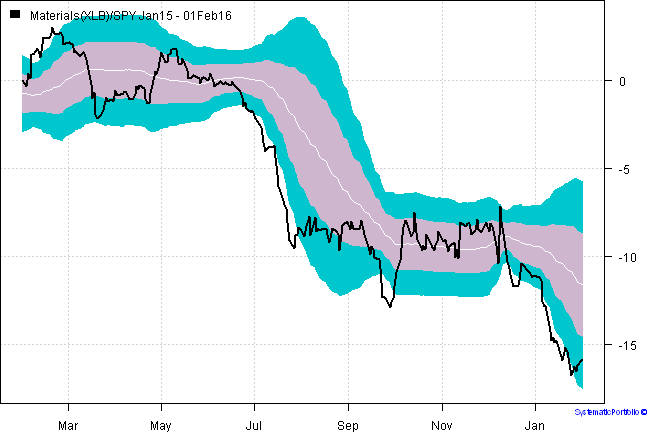 Materials(XLB)/SPY Jan15 - 01Feb16
0
-5
-10
-15
Mar May Jul Sep Nov Jan
SystematicPortfolio ©